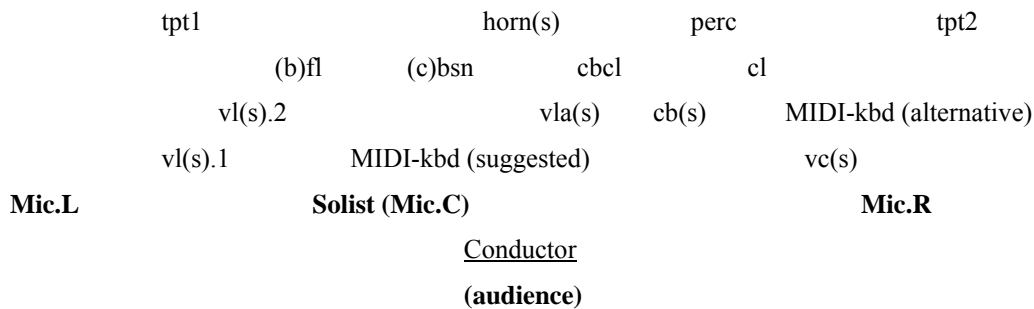 tpt1 horn(s) perc tpt2
(b)fl (c)bsn cbcl cl
vl(s).2 vla(s) cb(s) MIDI-kbd (alternative)
vl(s).1 MIDI-kbd (suggested) vc(s)
Mic.L Solist (Mic.C) Mic.R
Conductor
(audience)